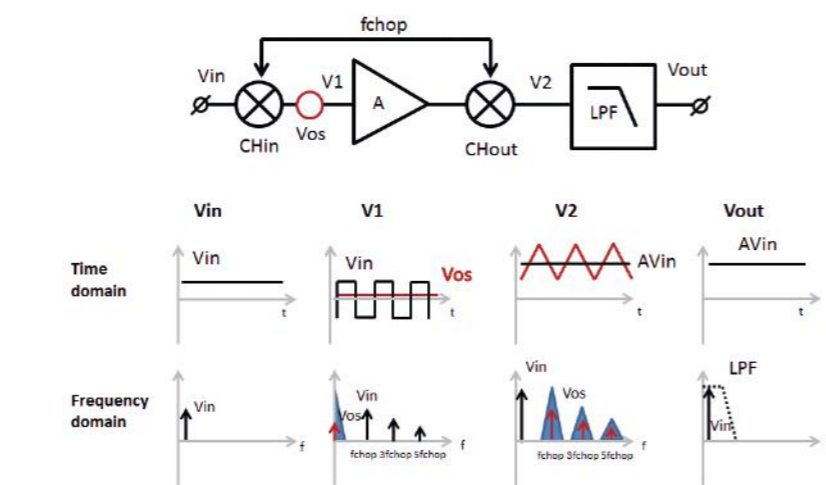 fchop
Vin
V1
V2
Vout
A
LPF
Vos
CHin
CHout
Vin
V1
V2
Vout
Time
domain
Vin
t
Vin
Vos
t
AVin
t
AVin
t
Frequency
domain
Vin
f
Vin
Vos
fchop 3fchop 5fchop
f
Vin
Vos
fchop 3fchop 5fchop
f
LPF
Vin